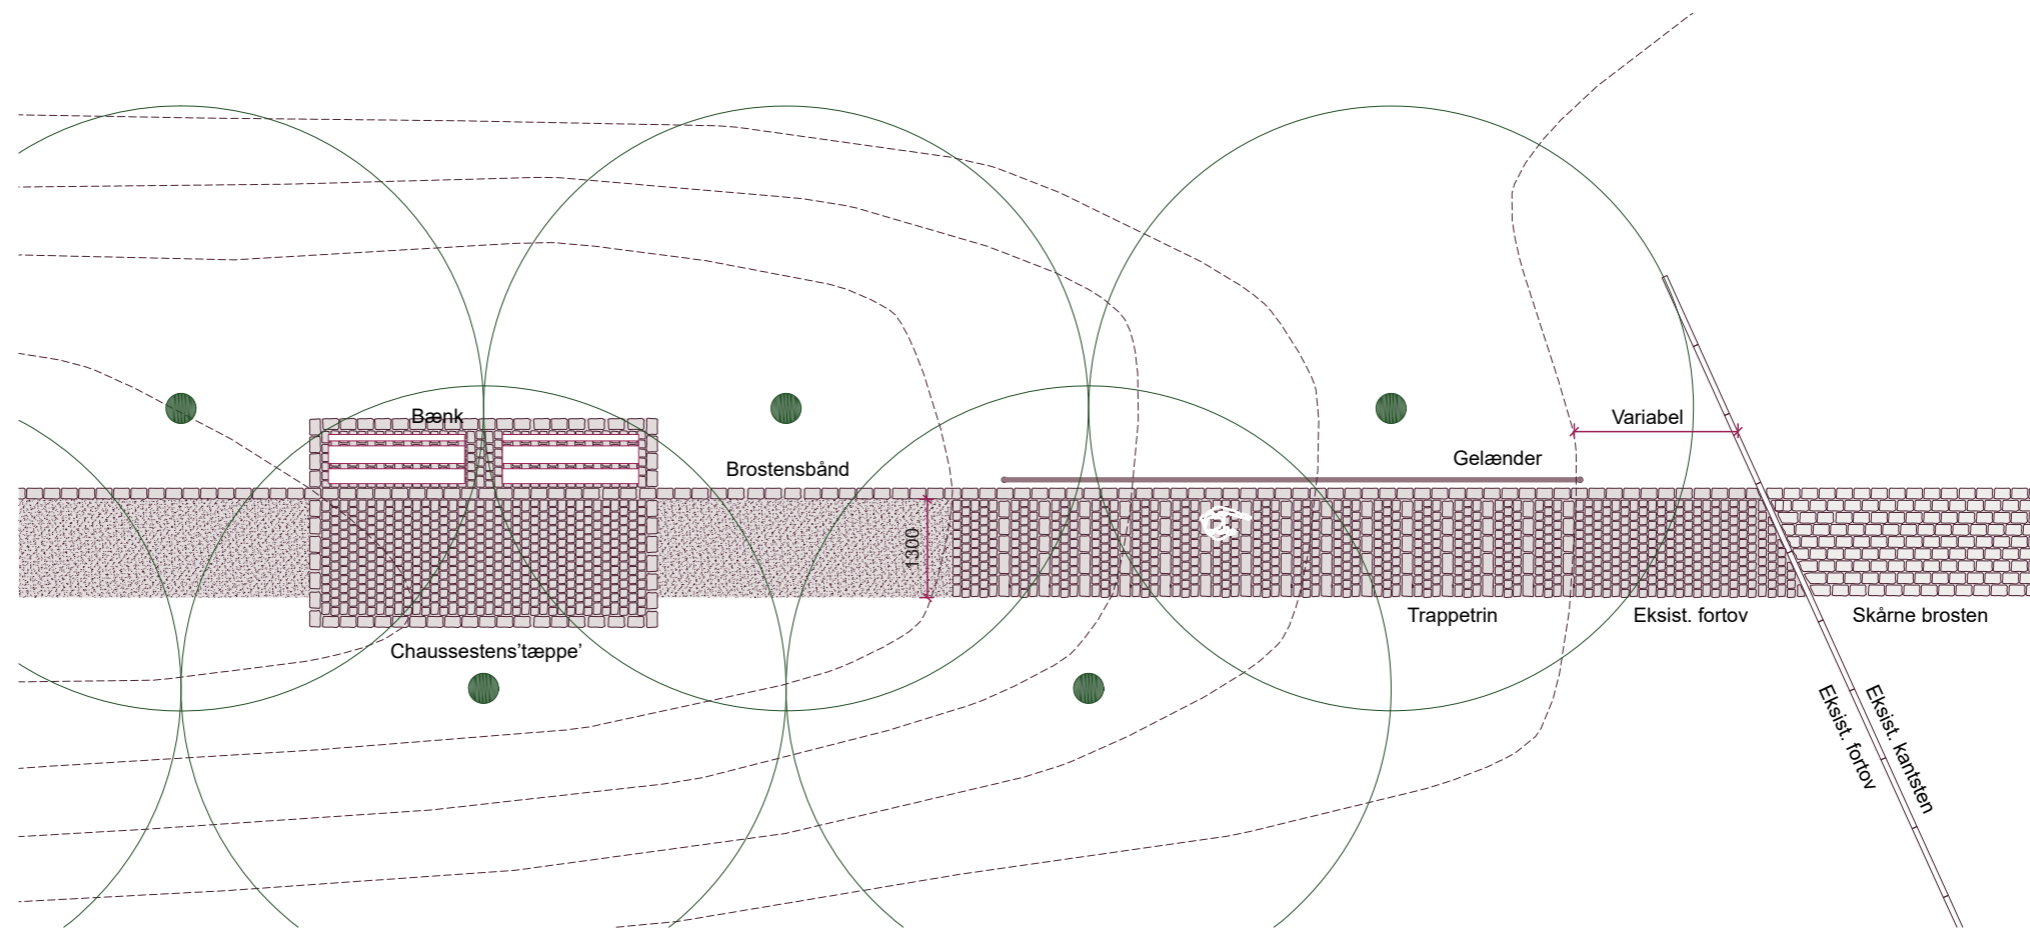 Bænk
Variabel
Gelænder
Brostensbånd
1300
Trappetrin
Eksist. fortov
Skårne brosten
Chaussestens’tæppe’
Eksist. kantsten
Eksist. fortov